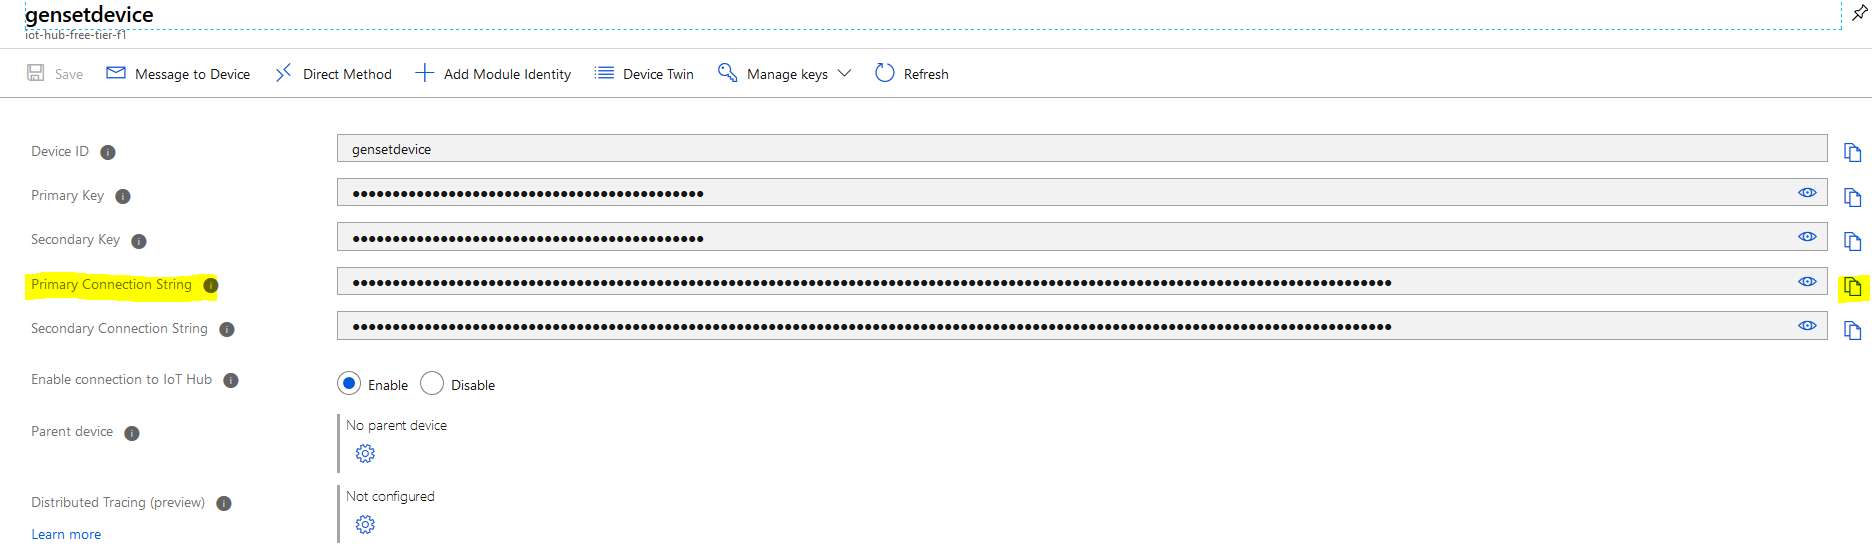 gensetdevice
iot-hub-free-tier-f1
Save Message to Device Direct Method Add Module Identity Device Twin Manage keys Refresh
Device ID gensetdevice
Primary Key
Secondary Key
Primary Connection String
Secondary Connection String
Enable connection to IoT Hub Enable Disable
Parent device No parent device
Distributed Tracing (preview) Not configured
Learn more